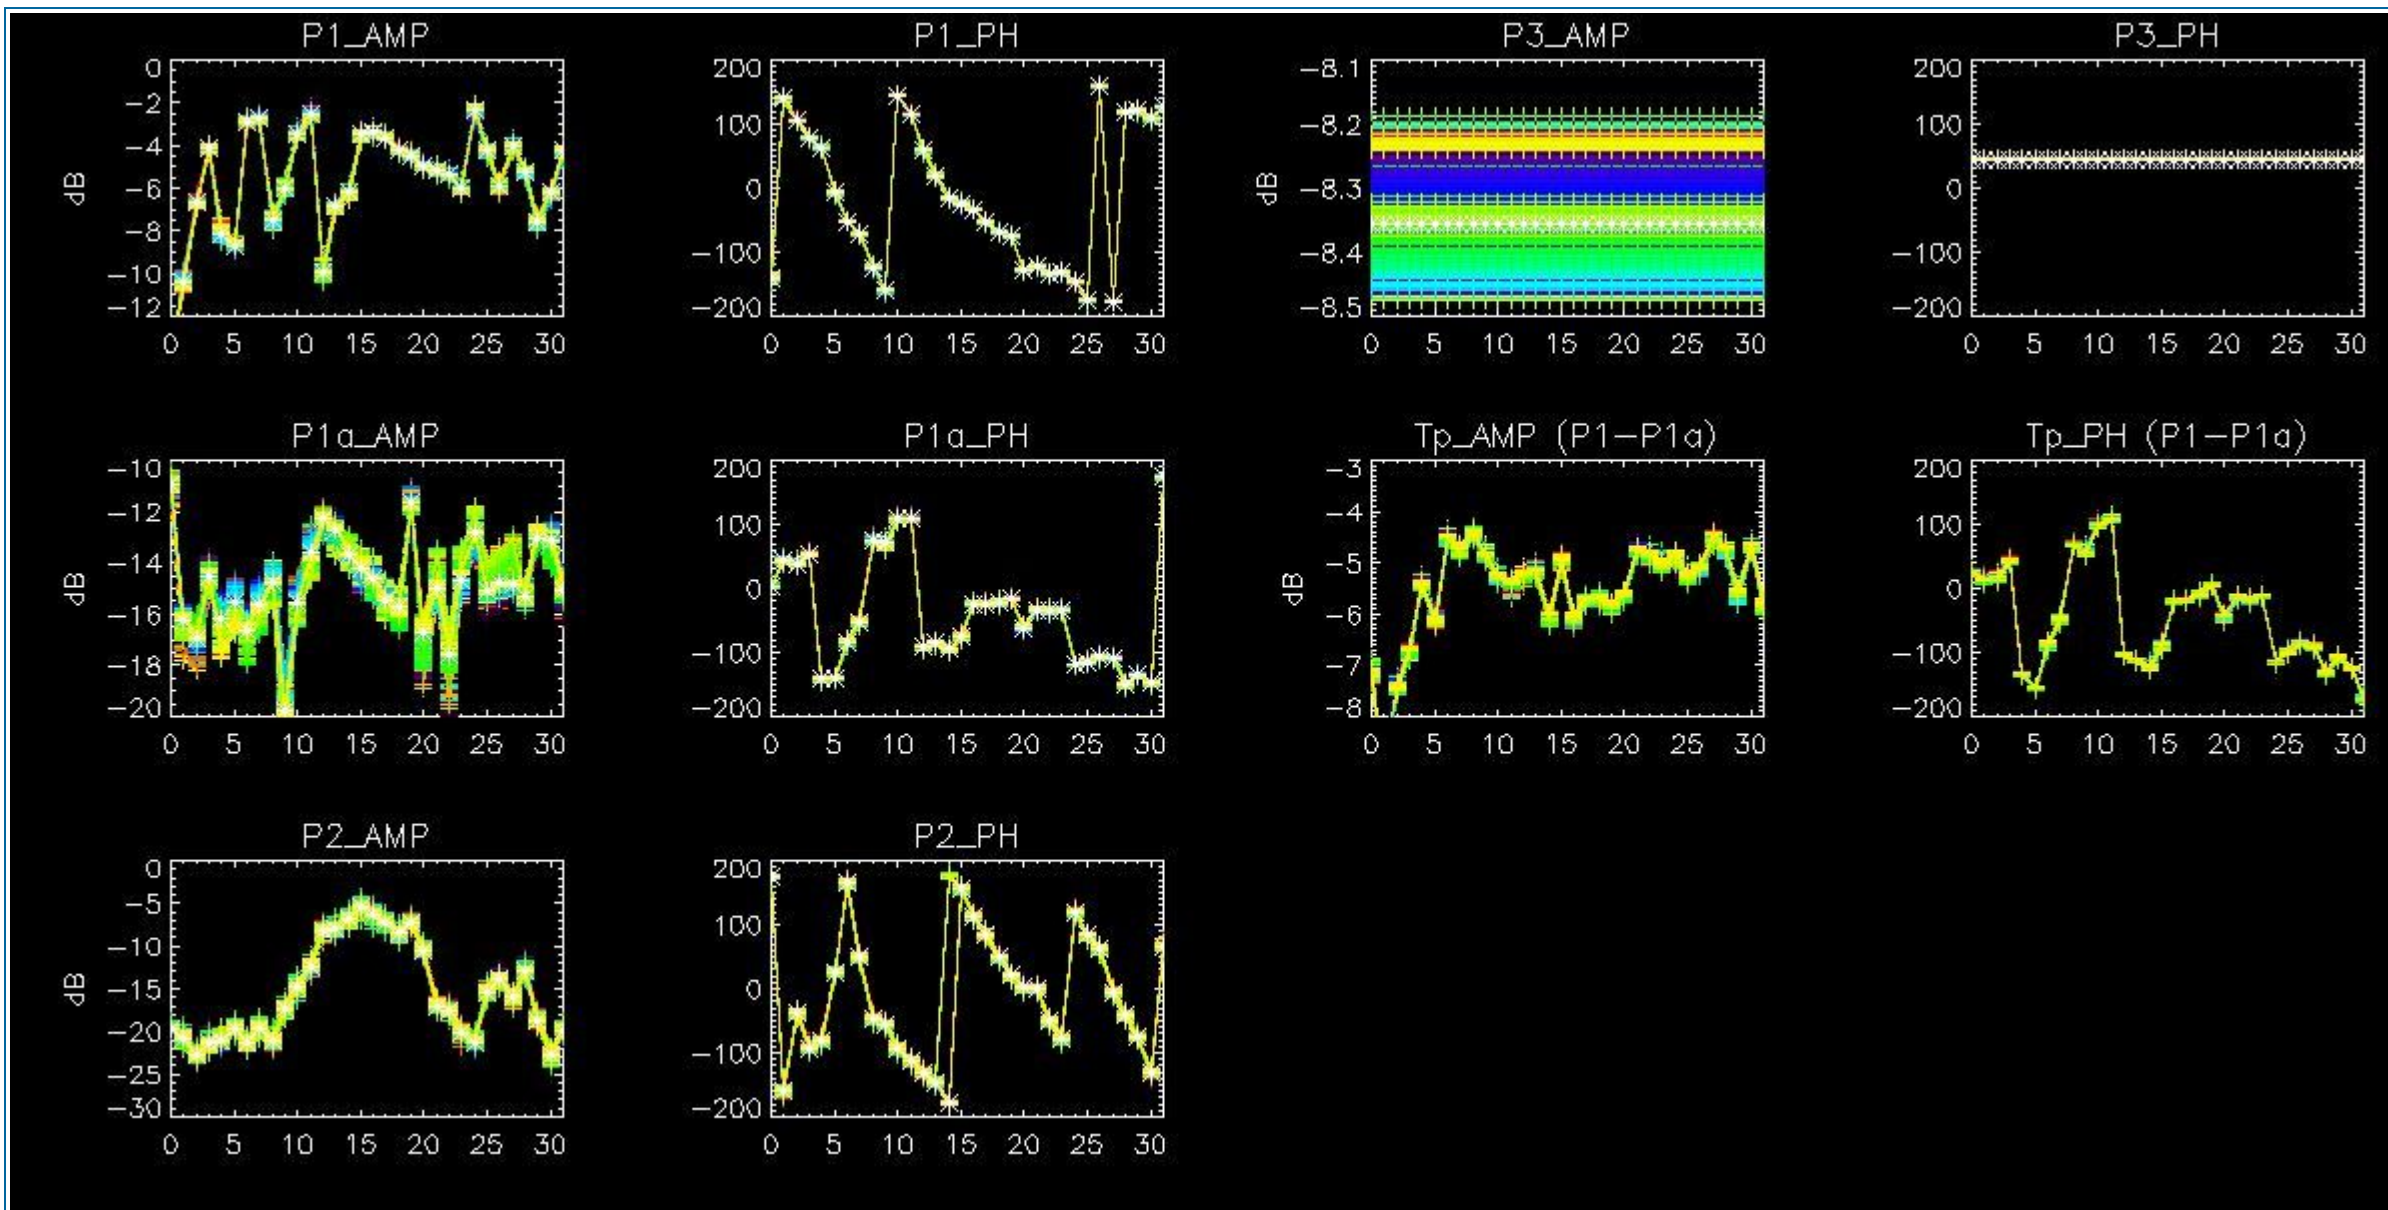 P1_AMP P1_PH P3_AMP P3_PH
0 200 -8.1 200
-2
100 -8.2 100
-4
dB -6 0 dB -8.3 0
-8
-100 -8.4 -100
-10
-12 -200 -8.5 -200
0 5 10 15 20 25 30 0 5 10 15 20 25 30 0 5 10 15 20 25 30 0 5 10 15 20 25 30
P1a_AMP P1a_PH Tp_AMP (P1-P1a) Tp_PH (P1-P1a)
-10 200 -3 200
-12 100 -4 100
dB -14 0 dB -5 0
-16 -6
-18 -100 -7 -100
-20 -200 -8 -200
0 5 10 15 20 25 30 0 5 10 15 20 25 30 0 5 10 15 20 25 30 0 5 10 15 20 25 30
P2_AMP P2_PH
0 200
-5
100
-10
dB -15 0
-20
-100
-25
-30 -200
0 5 10 15 20 25 30 0 5 10 15 20 25 30